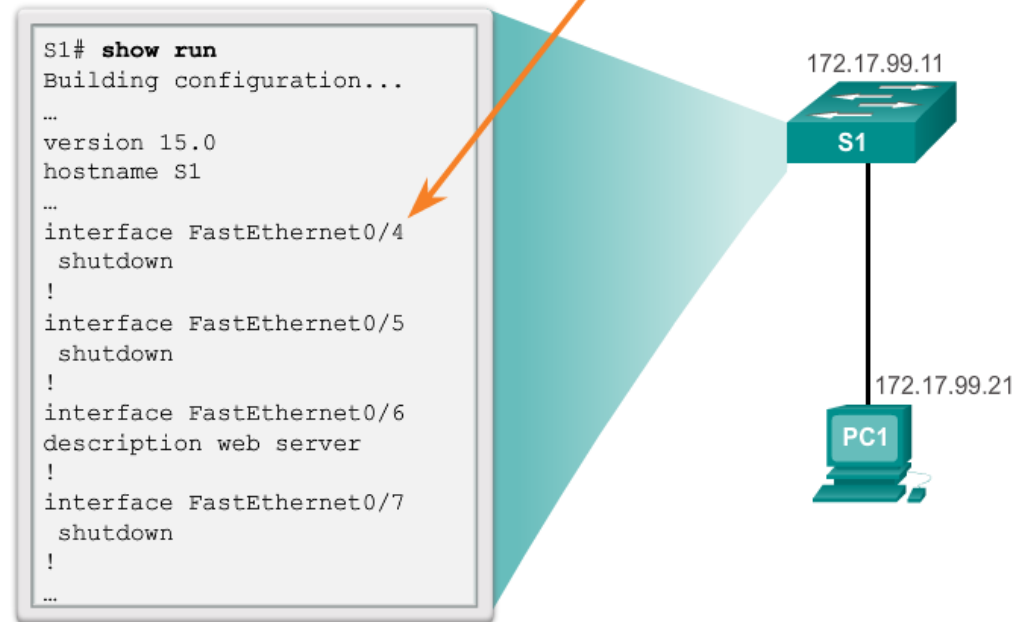 S1# show run
Building configuration...
…
version 15.0
hostname S1
…
interface FastEthernet0/4
 shutdown
!
interface FastEthernet0/5
 shutdown
!
interface FastEthernet0/6
description web server
!
interface FastEthernet0/7
 shutdown
!
…
172.17.99.11
S1
172.17.99.21
PC1